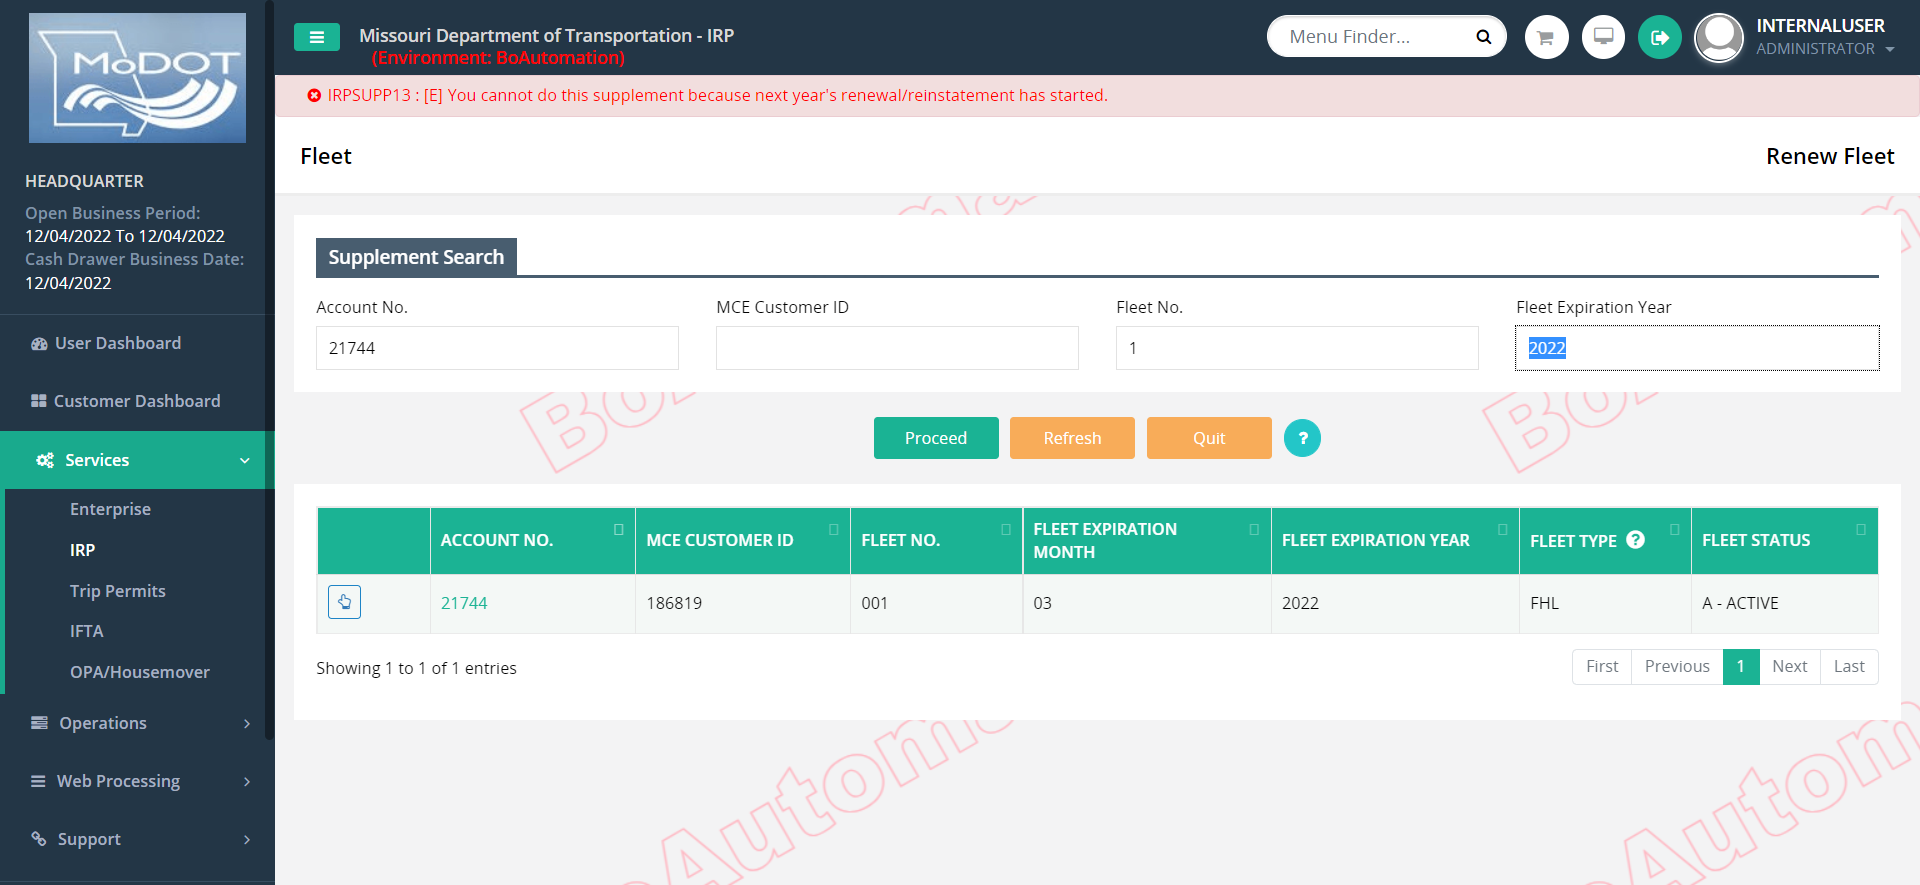 MoDOT
Missouri Department of Transportation - IRP
(Environment: BoAutomation)
Menu Finder...
INTERNALUSER
ADMINISTRATOR
IRPSUPP13 : [E] You cannot do this supplement because next year's renewal/reinstatement has started.
Fleet
Renew Fleet
HEADQUARTER
Open Business Period:
12/04/2022 To 12/04/2022
Cash Drawer Business Date:
12/04/2022
User Dashboard
Customer Dashboard
Services
Enterprise
IRP
Trip Permits
IFTA
OPA/Housemover
Operations
Web Processing
Support
Supplement Search
Account No.
MCE Customer ID
Fleet No.
Fleet Expiration Year
21744
1
2022
Proceed
Refresh
Quit
?
ACCOUNT NO.
MCE CUSTOMER ID
FLEET NO.
FLEET EXPIRATION MONTH
FLEET EXPIRATION YEAR
FLEET TYPE ?
FLEET STATUS
21744
186819
001
03
2022
FHL
A - ACTIVE
Showing 1 to 1 of 1 entries
First
Previous
1
Next
Last